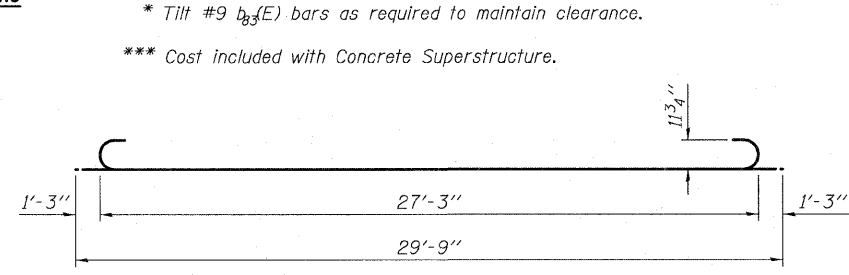 * Tilt #9 b83(E) bars as required to maintain clearance.
*** Cost included with Concrete Superstructure.
11 3/4"
1'-3"
27'-3"
1'-3"
29'-9"